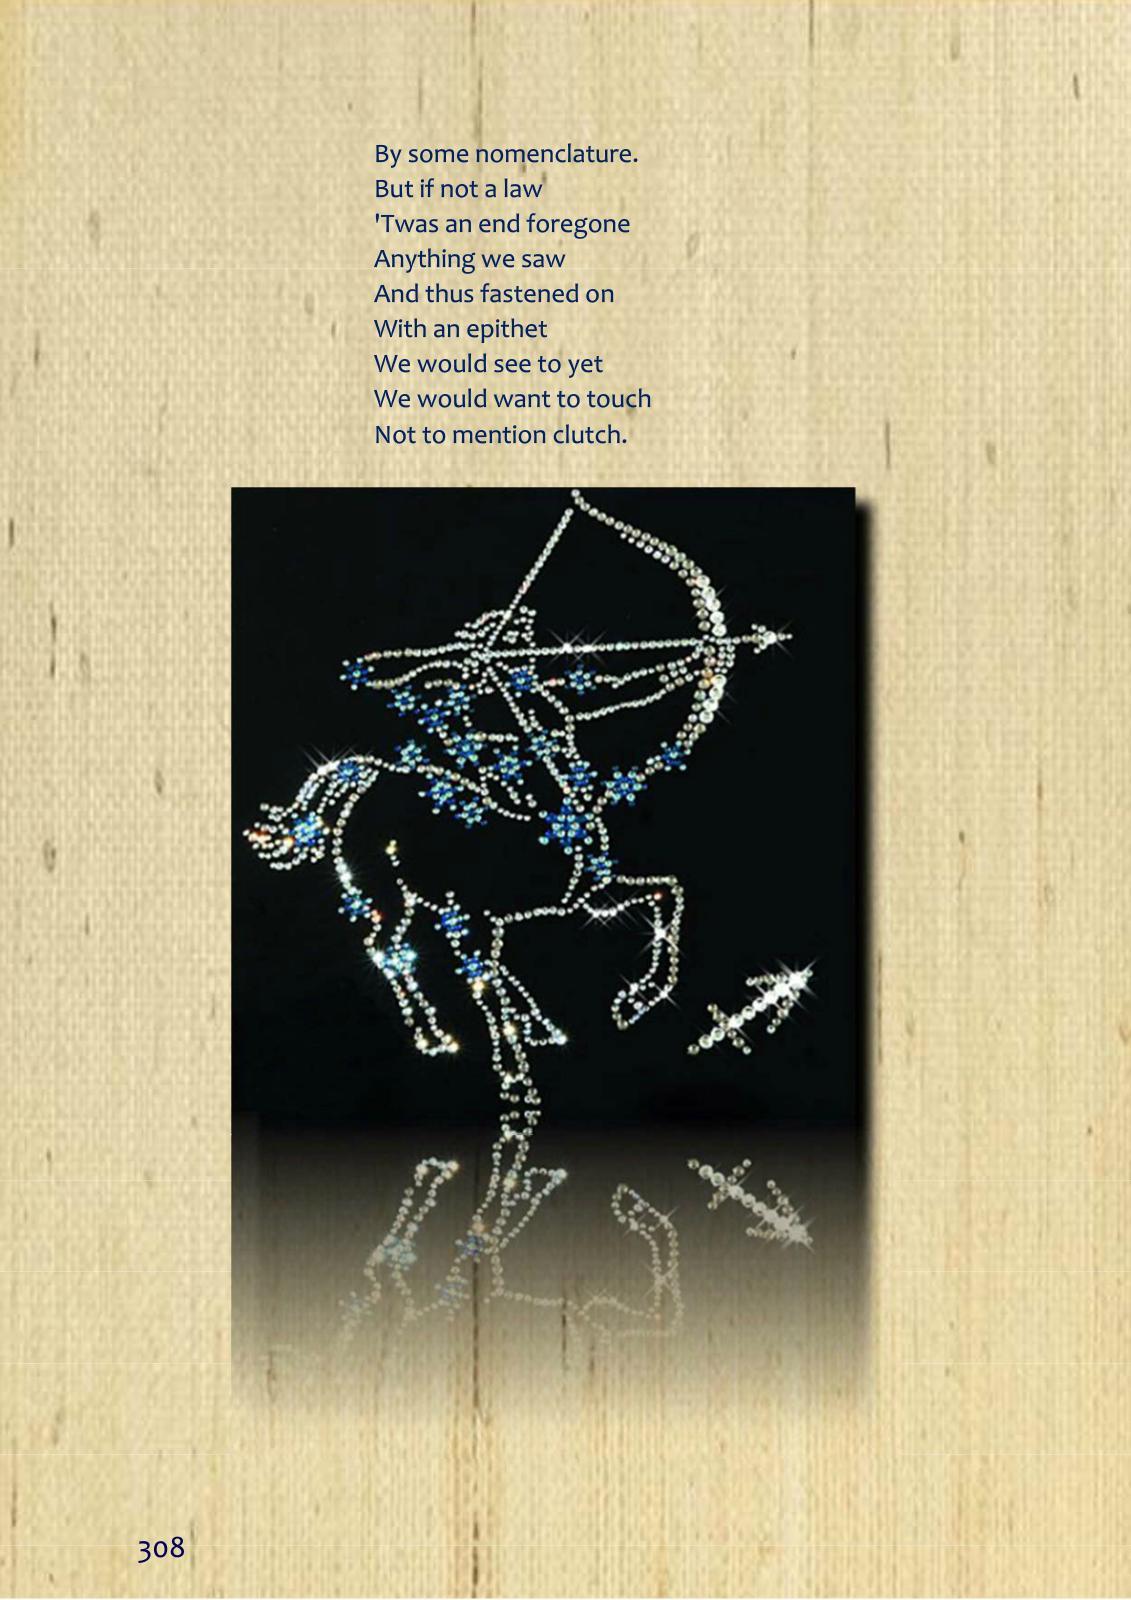 By some nomenclature.
But if not a law
'Twas an end foregone
Anything we saw
And thus fastened on
With an epithet
We would see to yet
We would want to touch
Not to mention clutch.
308